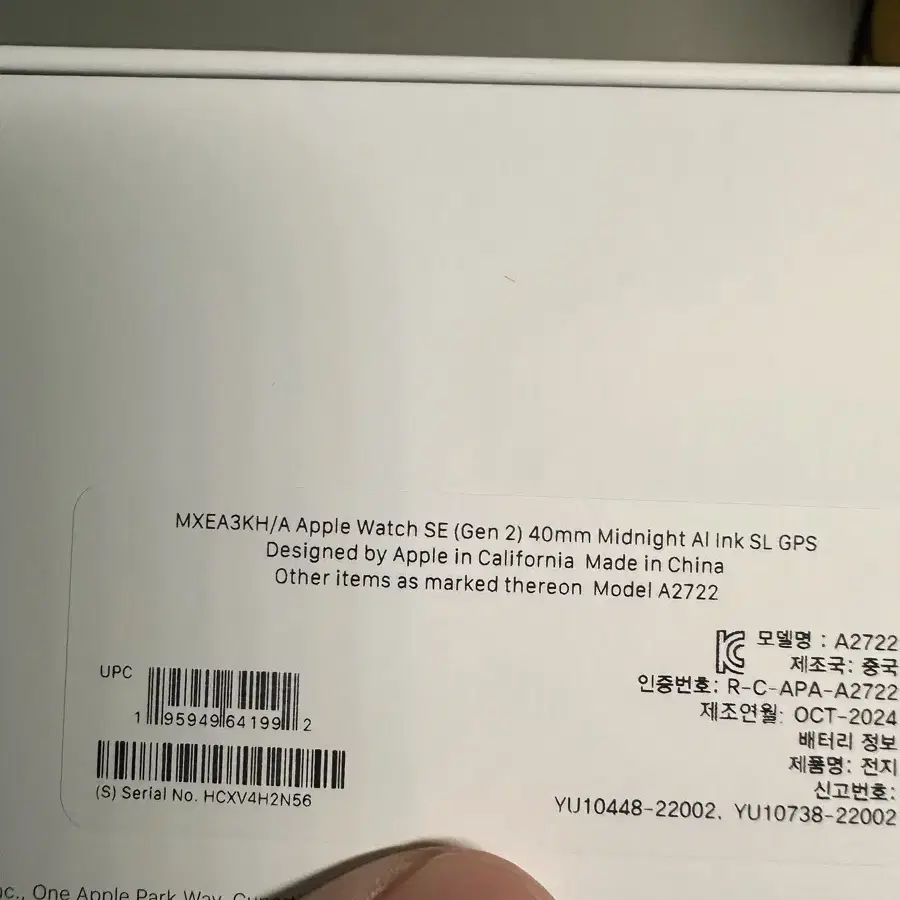 MXEA3KH/A Apple Watch SE (Gen 2) 40mm Midnight Al Ink SL GPS
Designed by Apple in California Made in China
Other items as marked thereon Model A2722
모델명 : A2722
제조국: 중국
인증번호: R-C-APA-A2722
제조연월: OCT-2024
배터리 정보
제품명: 전지
신고번호:
YU10448-22002, YU10738-22002
UPC
1 95949 64199 2
(S) Serial No. HCXV4H2N56
One Apple Park Way,